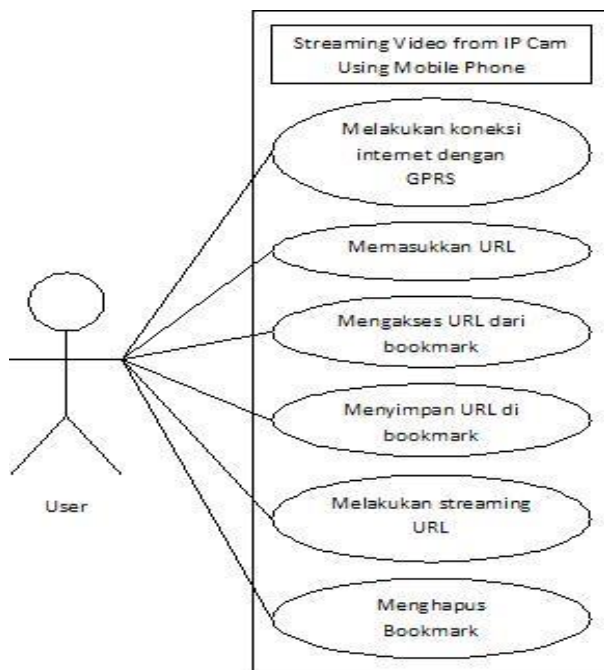 Streaming Video from IP Cam
Using Mobile Phone
Melakukan koneksi
internet dengan
GPRS
Memasukkan URL
Mengakses URL dari
bookmark
Menyimpan URL di
bookmark
Melakukan streaming
URL
Menghapus
Bookmark
User